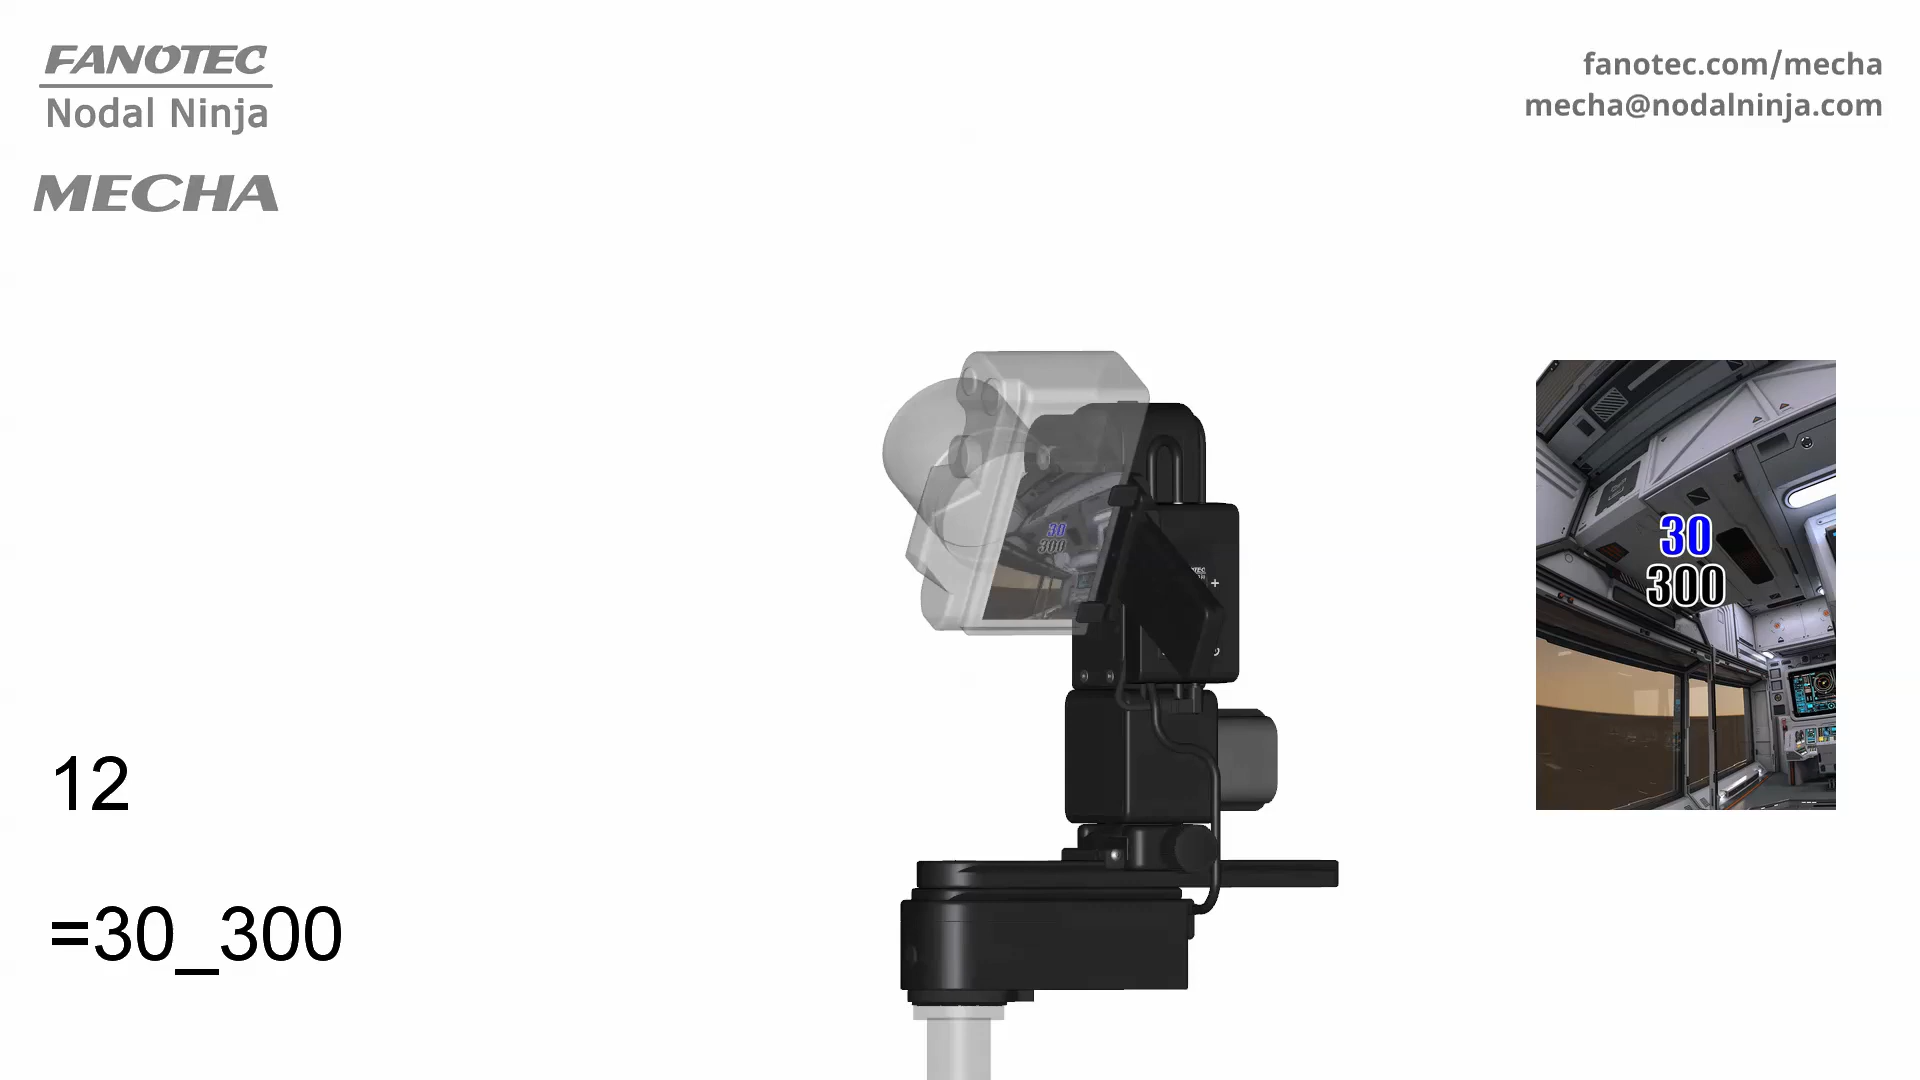 FANOTEC
Nodal Ninja
MECHA
fanotec.com/mecha
mecha@nodalninja.com
30
300
30
300
12
=30_300